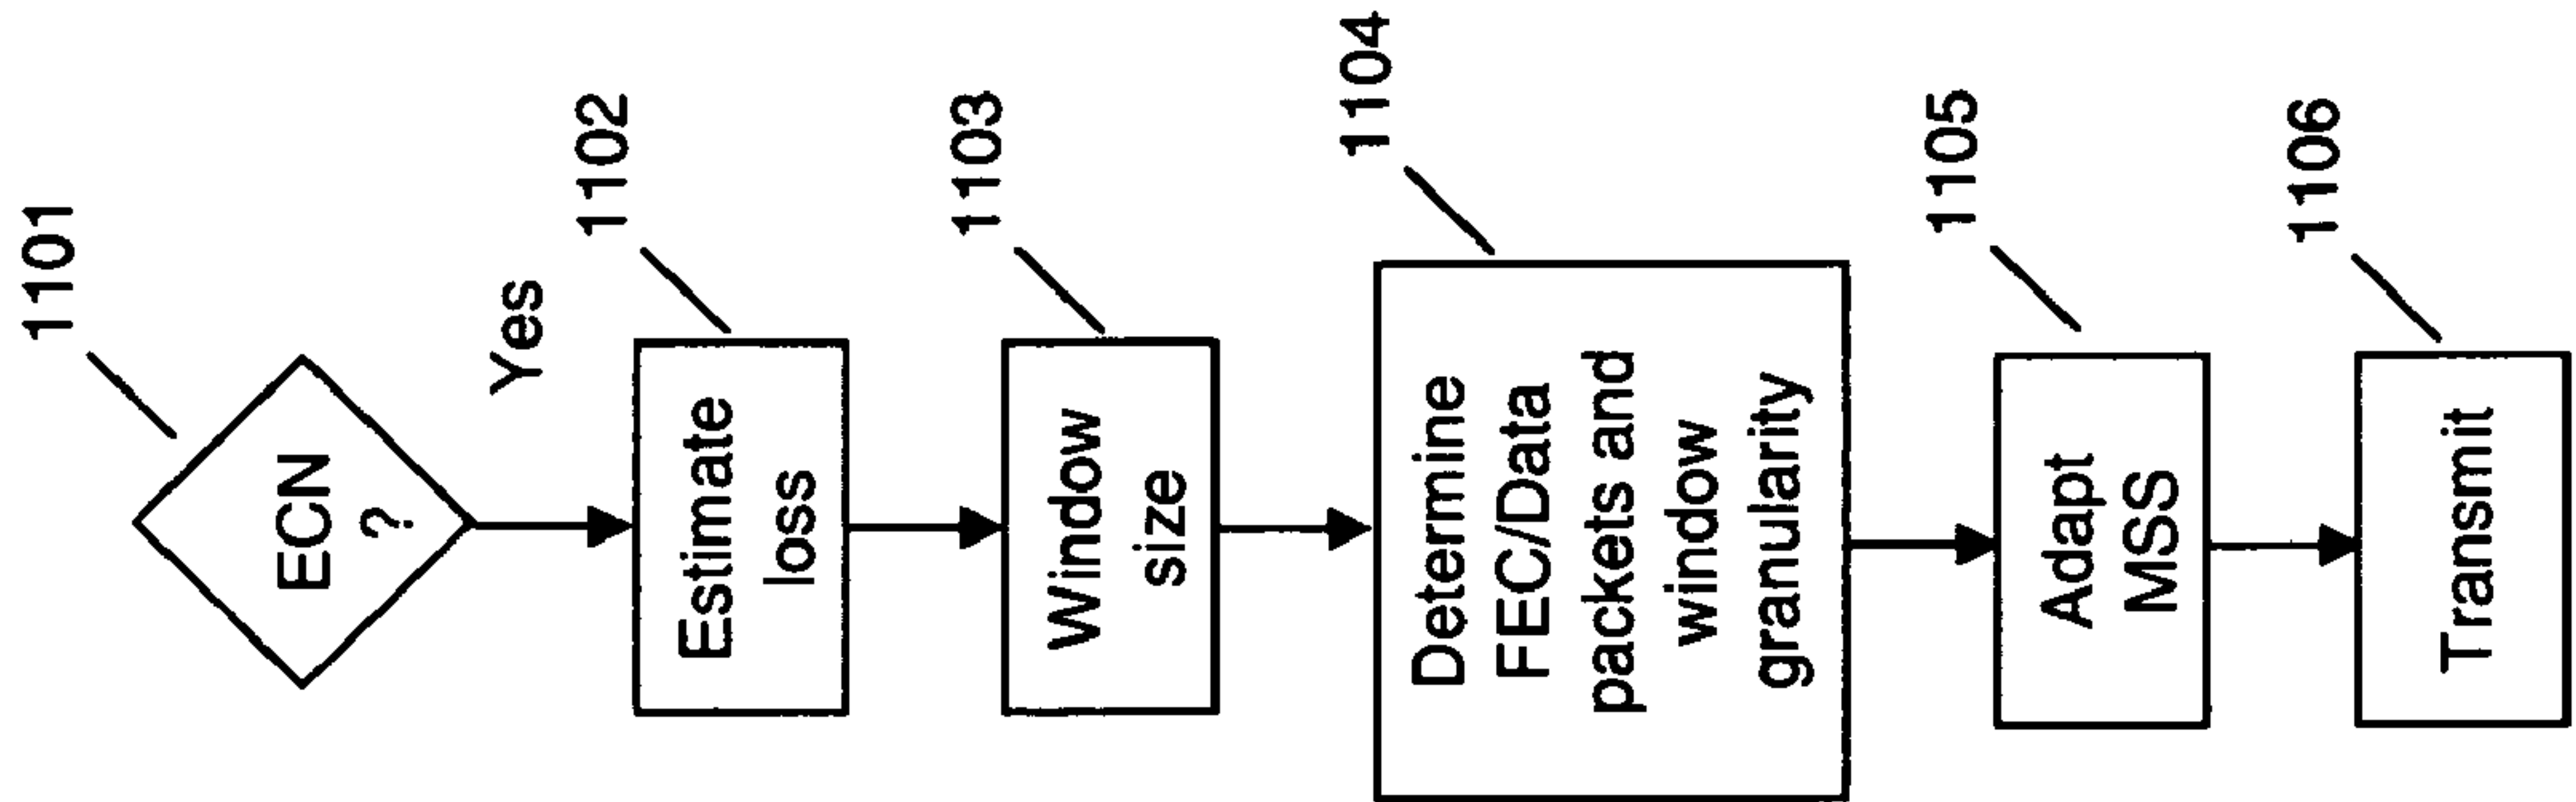 1101
ECN
?
Yes
1102
Estimate
loss
1103
Window
size
1104
Determine
FEC/Data
packets and
window
granularity
1105
Adapt
MSS
1106
Transmit